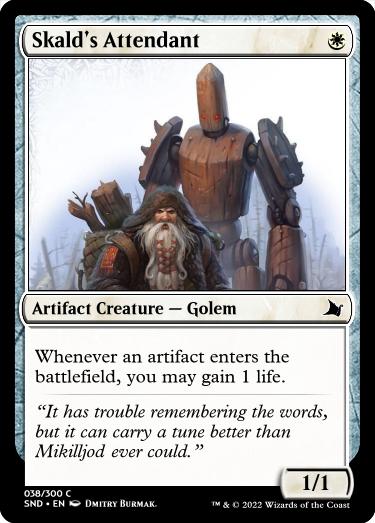 Skald's Attendant
Artifact Creature — Golem
Whenever an artifact enters the
battlefield, you may gain 1 life.
“It has trouble remembering the words,
but it can carry a tune better than
Mikilljod ever could.”
1/1
038/300 C
SND • EN Dmitry Burmak.
™ & © 2022 Wizards of the Coast